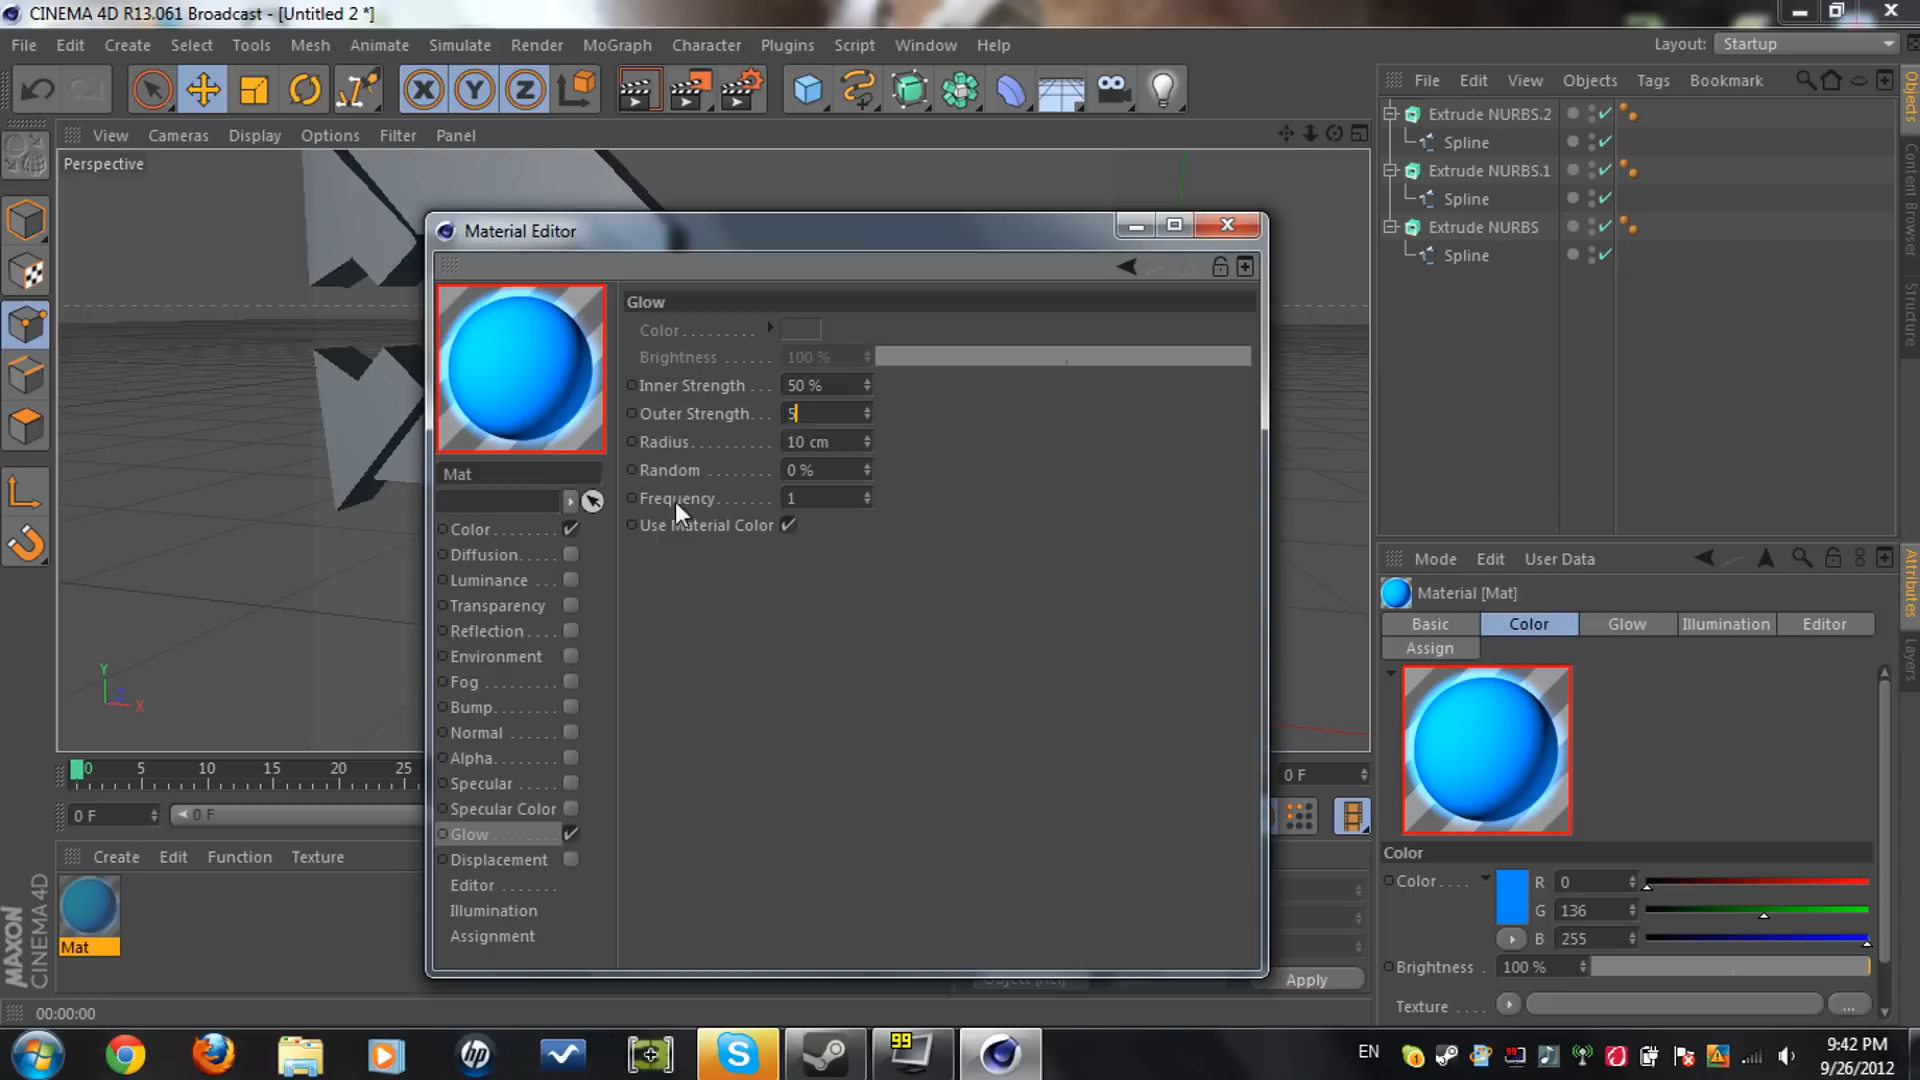 CINEMA 4D R13.061 Broadcast - [Untitled 2 *]
File Edit Create Select Tools Mesh Animate Simulate Render MoGraph Character Plugins Script Window Help
Layout: Startup
File Edit View Objects Tags Bookmark
View Cameras Display Options Filter Panel
Perspective
Extrude NURBS.2
Spline
Extrude NURBS.1
Spline
Extrude NURBS
Spline
Objects
Content Browser
Structure
Material Editor
Glow
Color
Brightness 100 %
Inner Strength 50 %
Outer Strength 5
Radius 10 cm
Random 0 %
Frequency 1
Use Material Color
Mat
Color
Diffusion
Luminance
Transparency
Reflection
Environment
Fog
Bump
Normal
Alpha
Specular
Specular Color
Glow
Displacement
Editor
Illumination
Assignment
Y
Z
X
0 5 10 15 20 25
0 F
0 F
0 F
Create Edit Function Texture
Mat
MAXON
CINEMA 4D
00:00:00
Apply
Mode Edit User Data
Attributes
Layers
Material [Mat]
Basic Color Glow Illumination Editor
Assign
Color
Color R 0
G 136
B 255
Brightness 100 %
Texture
...
99
EN
9:42 PM
9/26/2012